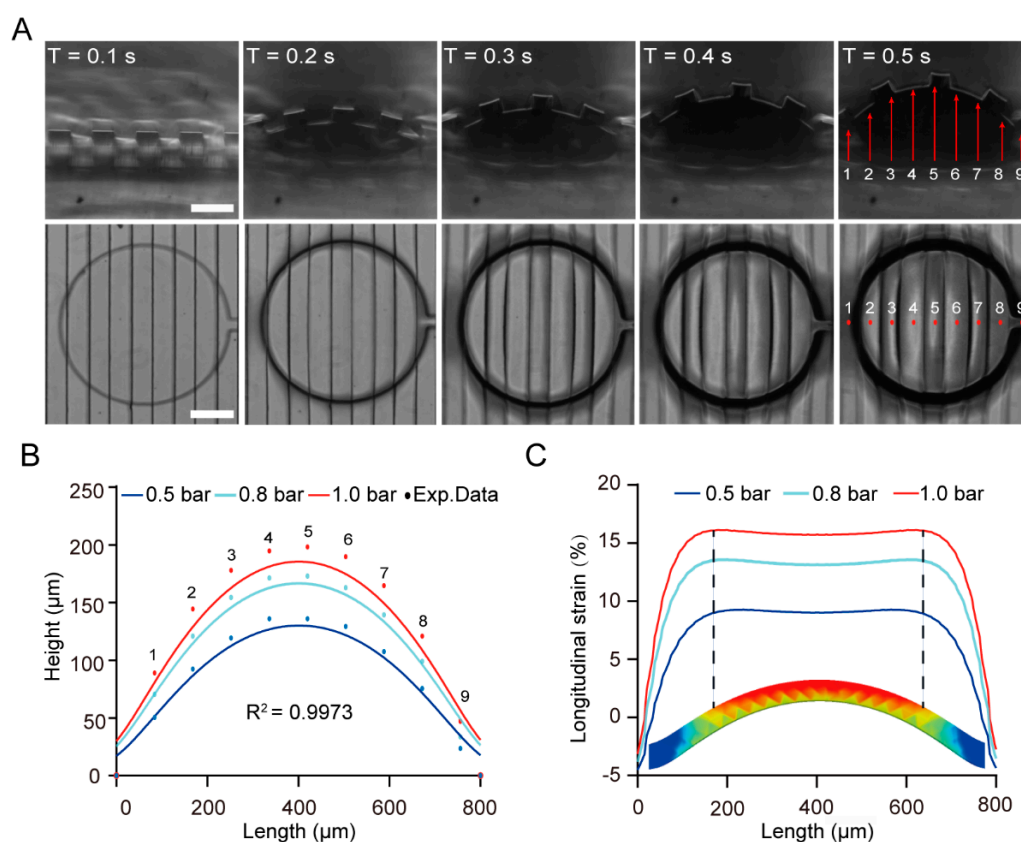 A
T = 0.1 s
T = 0.2 s
T = 0.3 s
T = 0.4 s
T = 0.5 s
1 2 3 4 5 6 7 8 9
1 2 3 4 5 6 7 8 9
B
0.5 bar 0.8 bar 1.0 bar Exp.Data
250
200
150
100
50
0
Height (µm)
1 2 3 4 5 6 7 8 9
R² = 0.9973
0 200 400 600 800
Length (µm)
C
0.5 bar 0.8 bar 1.0 bar
20
15
10
5
0
-5
Longitudinal strain (%)
0 200 400 600 800
Length (µm)